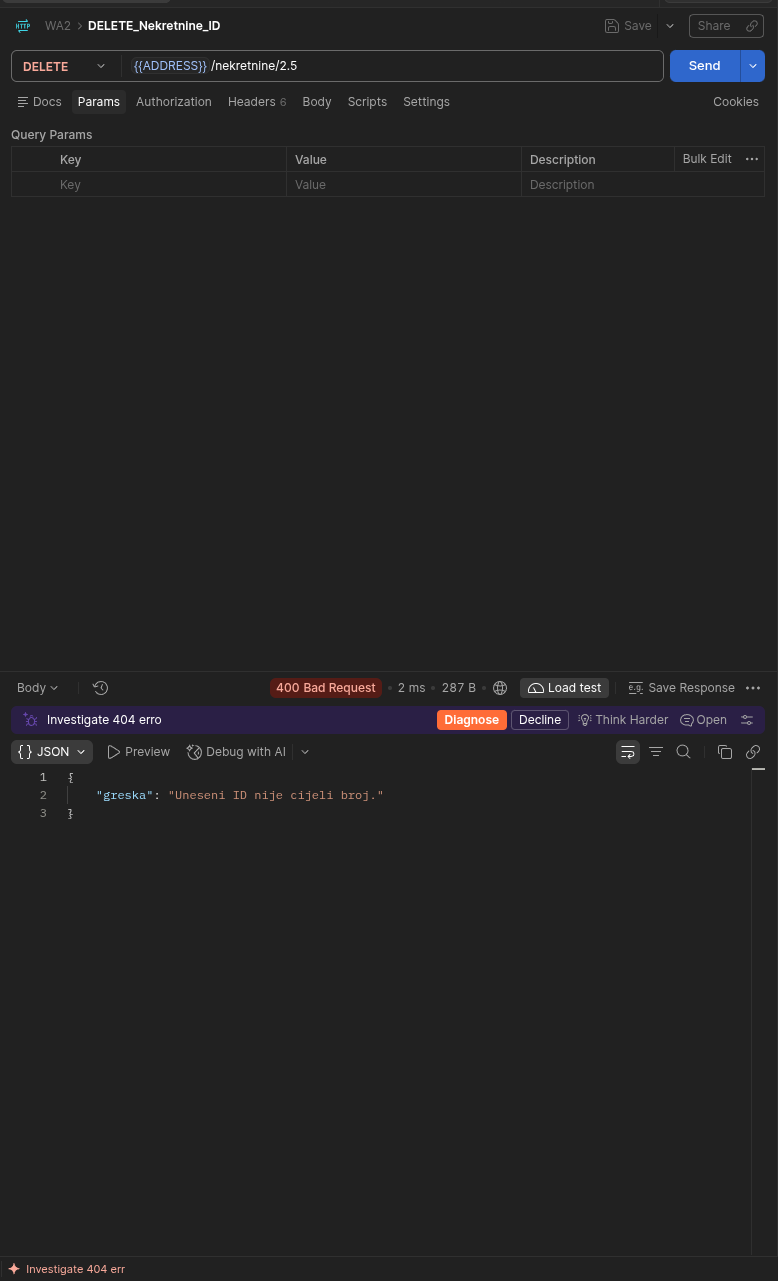 HTTP WA2 > DELETE_Nekretnine_ID Save Share
DELETE {{ADDRESS}} /nekretnine/2.5 Send
Docs Params Authorization Headers 6 Body Scripts Settings Cookies
Query Params
Key Value Description Bulk Edit ...
Key Value Description
Body 400 Bad Request • 2 ms • 287 B • Load test e.g. Save Response ...
Investigate 404 erro Diagnose Decline Think Harder Open
{ } JSON Preview Debug with AI
1 {
2 "greska": "Uneseni ID nije cijeli broj."
3 }
Investigate 404 err